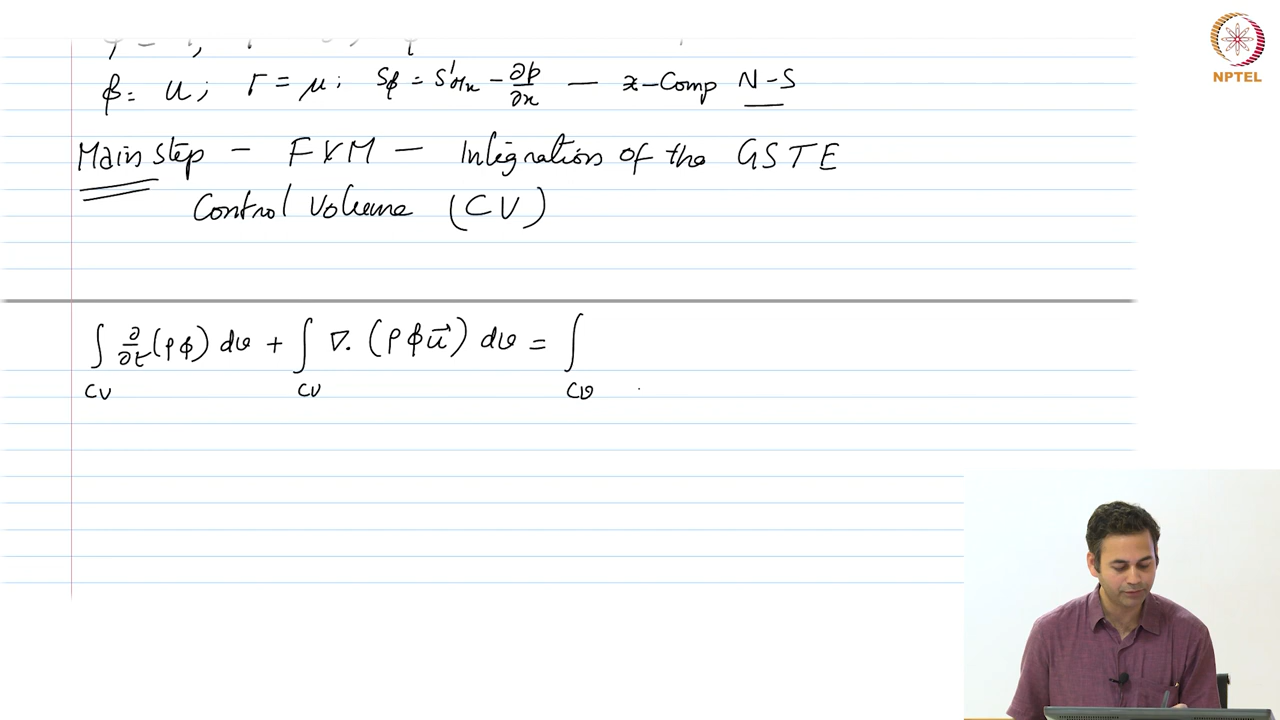 NPTEL
ϕ = u ; Γ = μ ; Sϕ = S'Mx - ∂p/∂x — x-Comp N-S
Main Step - FVM - Integration of the GSTE
Control Volume (CV)
∫CV ∂/∂t (ρϕ) dv + ∫CV ∇. (ρϕu⃗) dv = ∫CV